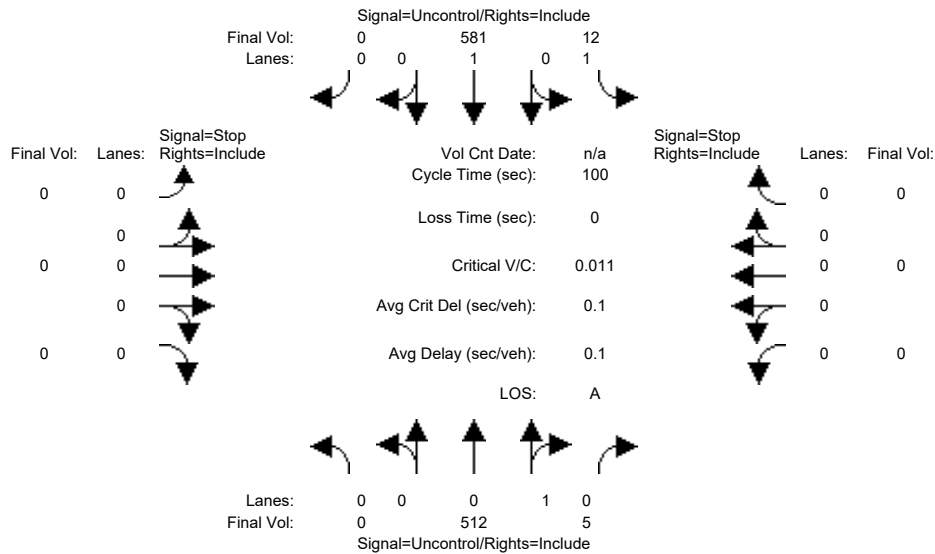 Signal=Uncontrol/Rights=Include
Final Vol: 0 581 12
Lanes: 0 0 1 0 1
Signal=Stop Signal=Stop
Final Vol: Lanes: Rights=Include Vol Cnt Date: n/a Rights=Include Lanes: Final Vol:
Cycle Time (sec): 100
0 0 0 0
Loss Time (sec): 0
0 0
0 0 Critical V/C: 0.011 0 0
0 Avg Crit Del (sec/veh): 0.1 0
0 0 Avg Delay (sec/veh): 0.1 0 0
LOS: A
Lanes: 0 0 0 1 0
Final Vol: 0 512 5
Signal=Uncontrol/Rights=Include